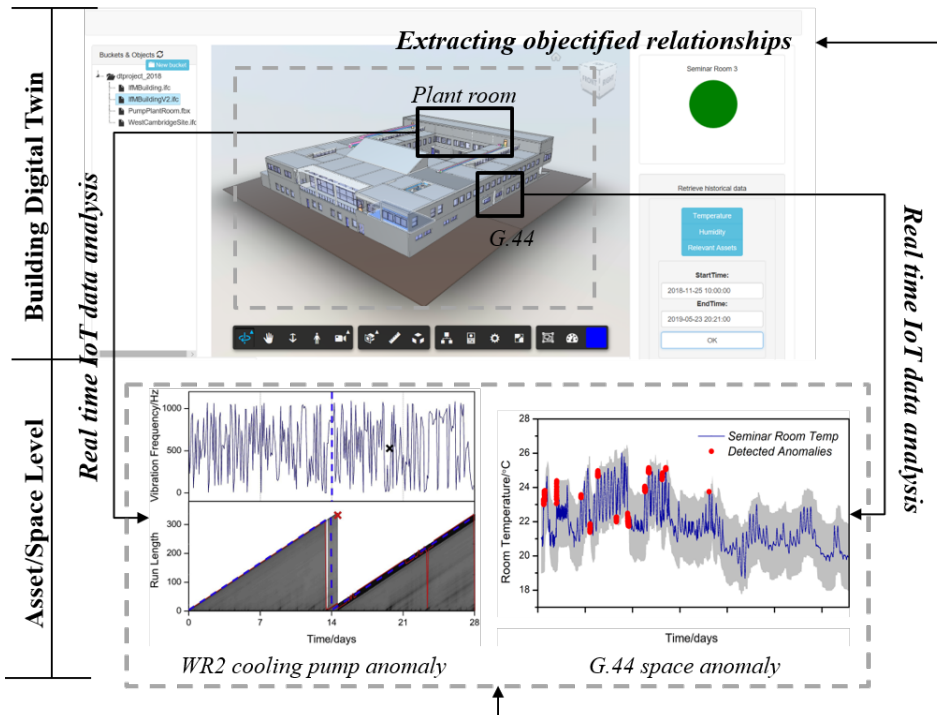 Extracting objectified relationships
Buckets & Objects
New bucket
dtproject_2018
IfMBuilding.ifc
IfMBuildingV2.ifc
PumpPlantRoom.fbx
WestCambridgeSite.ifc
Plant room
G.44
Seminar Room 3
Retrieve historical data
Temperature
Humidity
Relevant Assets
StartTime:
2018-11-25 10:00:00
EndTime:
2019-05-23 20:21:00
OK
Building Digital Twin
Real time IoT data analysis
Real time IoT data analysis
Asset/Space Level
Vibration Frequency/Hz
1000
500
0
Run Length
300
200
100
0
0 7 14 21 28
Time/days
WR2 cooling pump anomaly
Room Temperature/°C
28
26
24
22
20
18
Seminar Room Temp
Detected Anomalies
Time/days
G.44 space anomaly